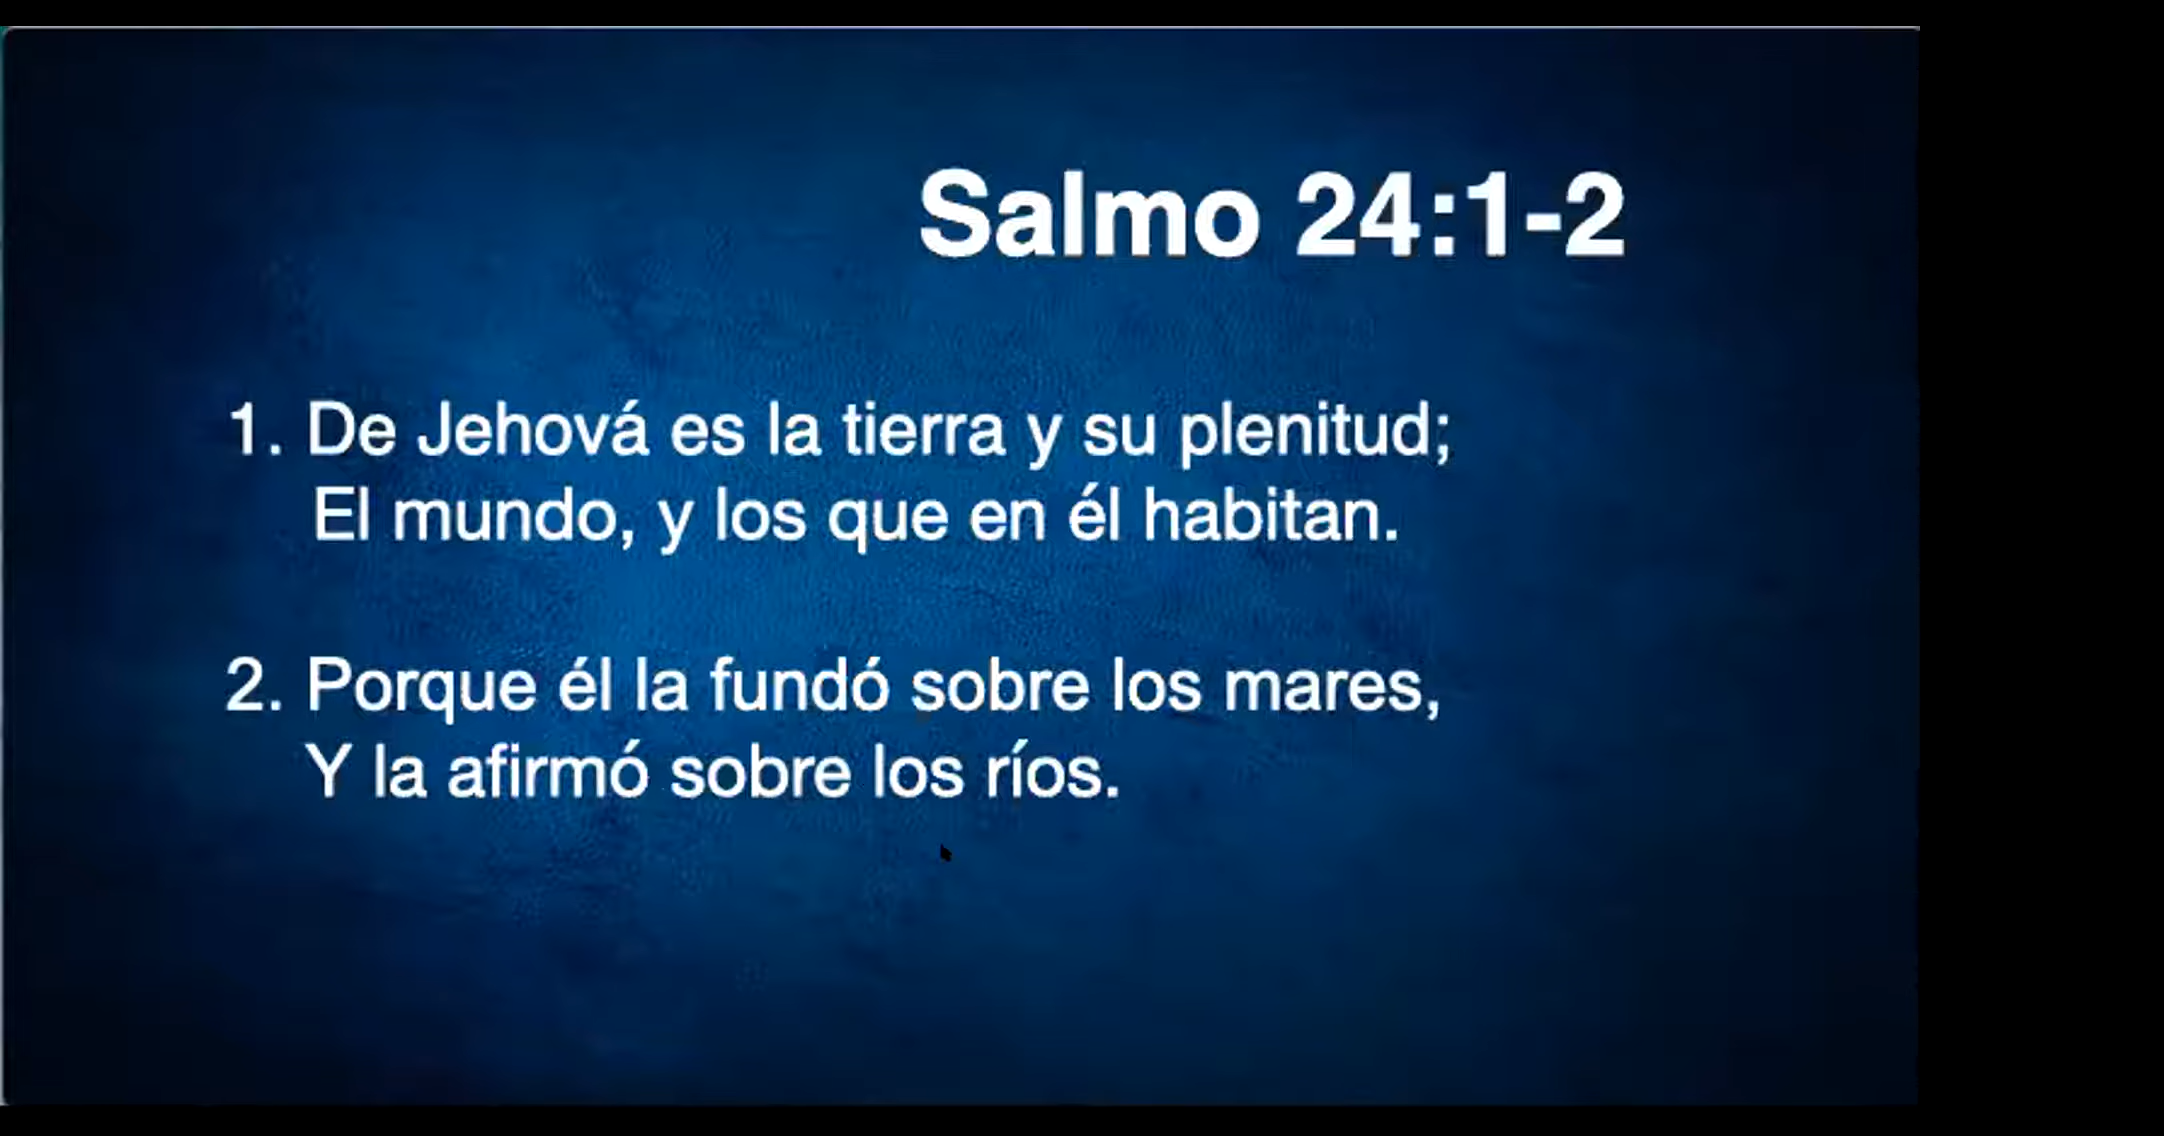 Salmo 24:1-2
1. De Jehová es la tierra y su plenitud;
El mundo, y los que en él habitan.
2. Porque él la fundó sobre los mares,
Y la afirmó sobre los ríos.